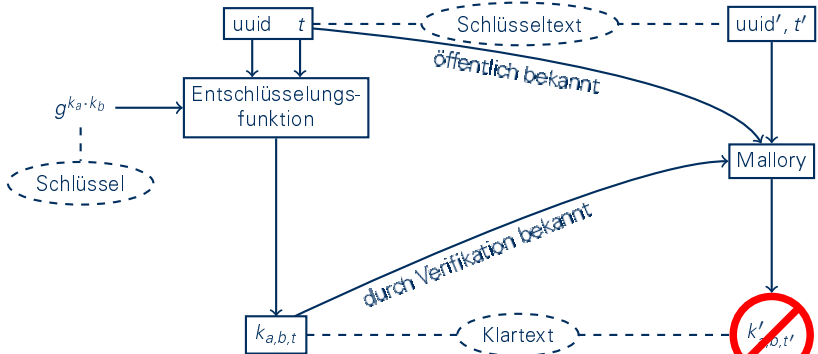 uuid t
Schlüsseltext
uuid′, t′
öffentlich bekannt
Entschlüsselungs-
funktion
g^{k_a·k_b}
Schlüssel
Mallory
durch Verifikation bekannt
k_{a,b,t}
Klartext
k′_{a,b,t′}